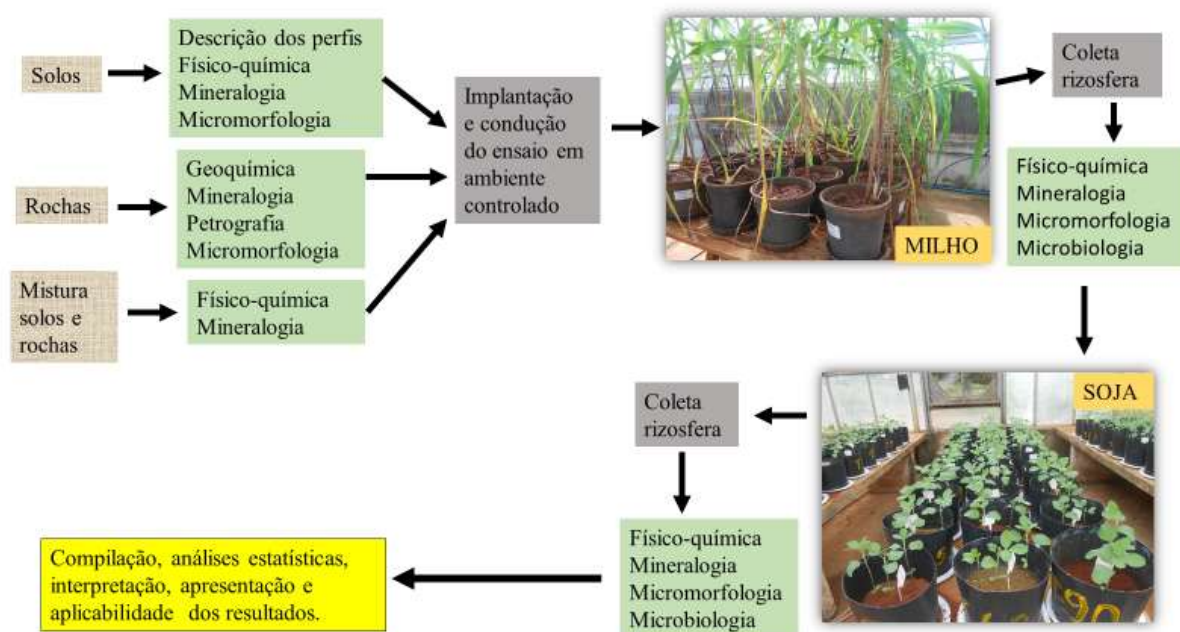 Solos
Descrição dos perfis
Físico-química
Mineralogia
Micromorfologia
Rochas
Geoquímica
Mineralogia
Petrografía
Micromorfologia
Mistura
solos e
rochas
Físico-química
Mineralogia
Implantação
e condução
do ensaio em
ambiente
controlado
MILHO
Coleta
rizosfera
Físico-química
Mineralogia
Micromorfologia
Microbiologia
SOJA
90
Coleta
rizosfera
Físico-química
Mineralogia
Micromorfologia
Microbiologia
Compilação, análises estatísticas,
interpretação, apresentação e
aplicabilidade dos resultados.